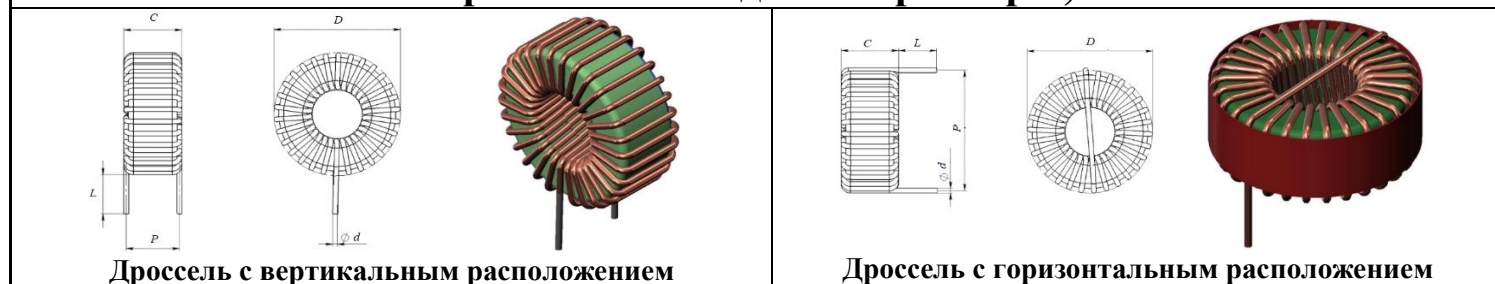 C
D
L
P
Ø d
Дроссель с вертикальным расположением
C
L
D
P
Ø d
Дроссель с горизонтальным расположением